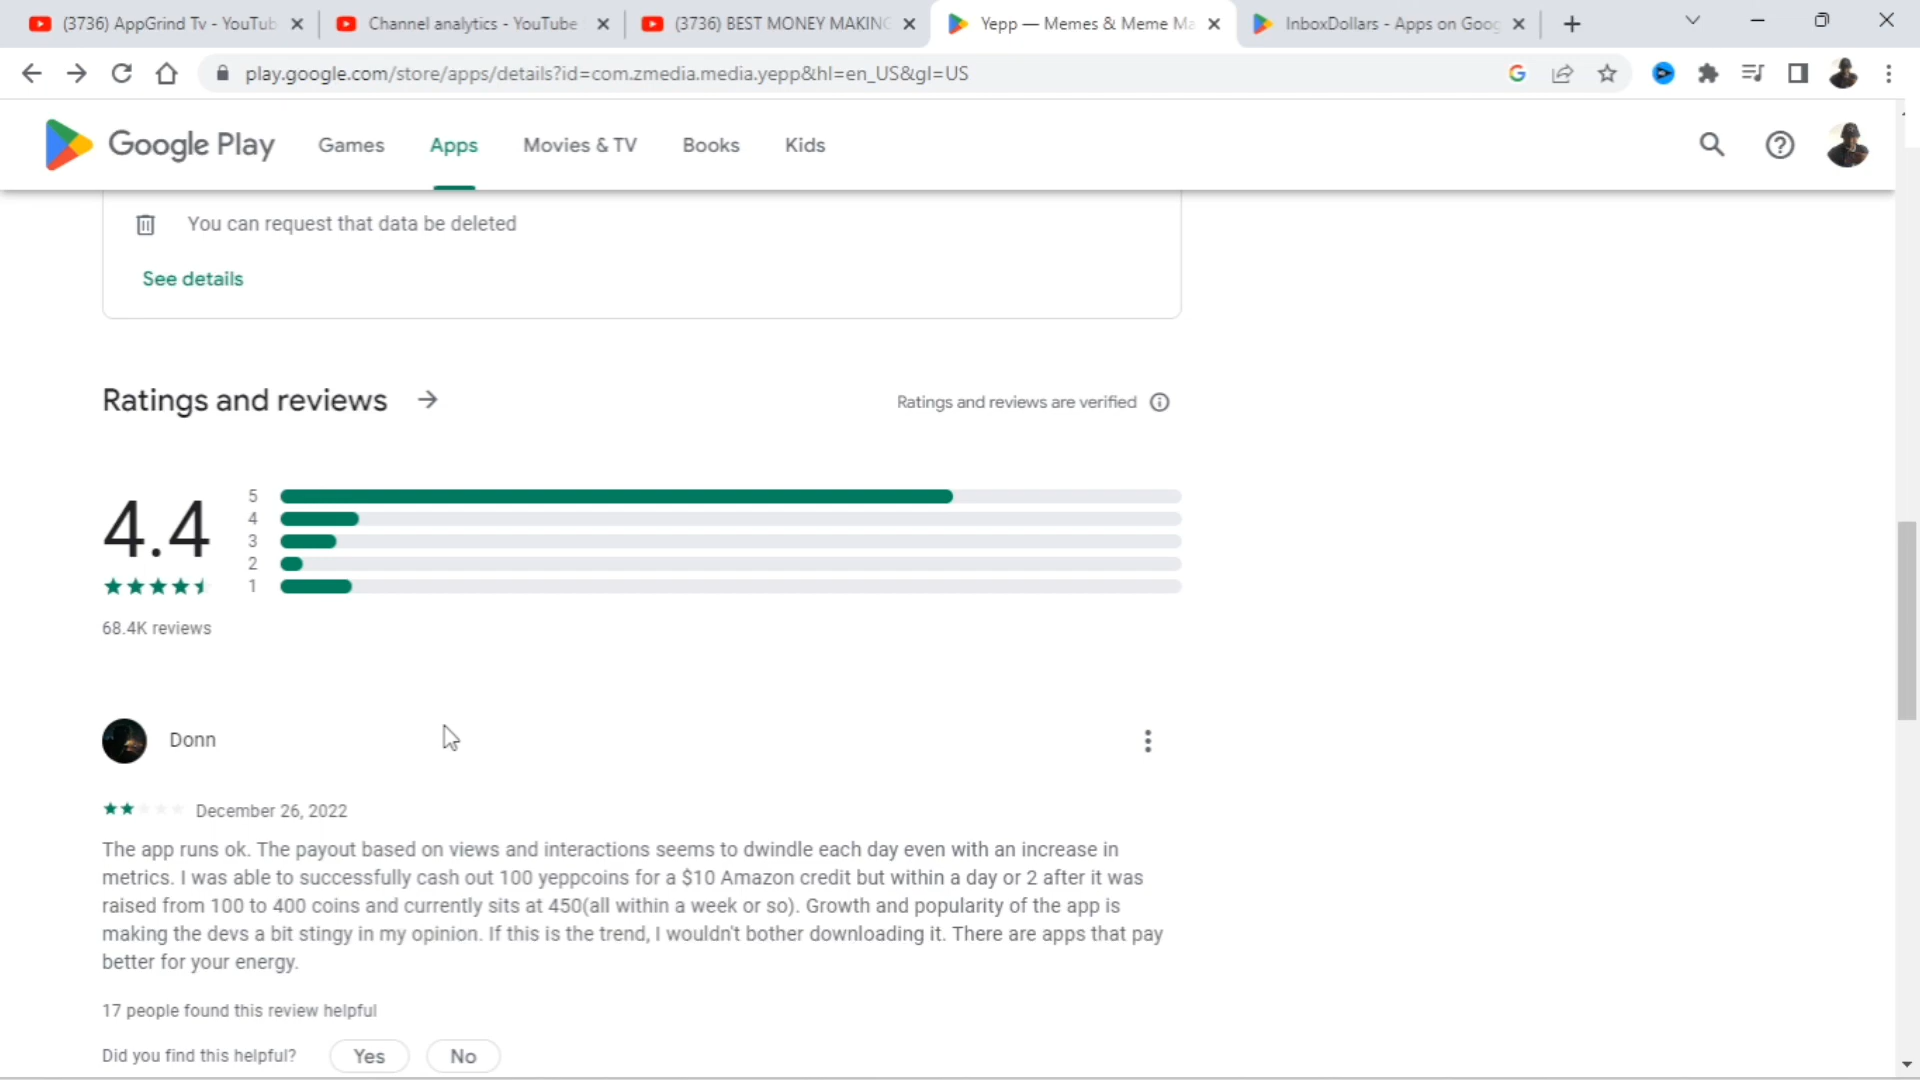 (3736) AppGrind Tv - YouTub
Channel analytics - YouTube
(3736) BEST MONEY MAKING
Yepp — Memes & Meme Ma
InboxDollars - Apps on Goog
play.google.com/store/apps/details?id=com.zmedia.media.yepp&hl=en_US&gl=US
Google Play
Games
Apps
Movies & TV
Books
Kids
You can request that data be deleted
See details
Ratings and reviews
Ratings and reviews are verified
4.4
5
4
3
2
1
68.4K reviews
Donn
December 26, 2022
The app runs ok. The payout based on views and interactions seems to dwindle each day even with an increase in
metrics. I was able to successfully cash out 100 yeppcoins for a $10 Amazon credit but within a day or 2 after it was
raised from 100 to 400 coins and currently sits at 450(all within a week or so). Growth and popularity of the app is
making the devs a bit stingy in my opinion. If this is the trend, I wouldn't bother downloading it. There are apps that pay
better for your energy.
17 people found this review helpful
Did you find this helpful?
Yes
No